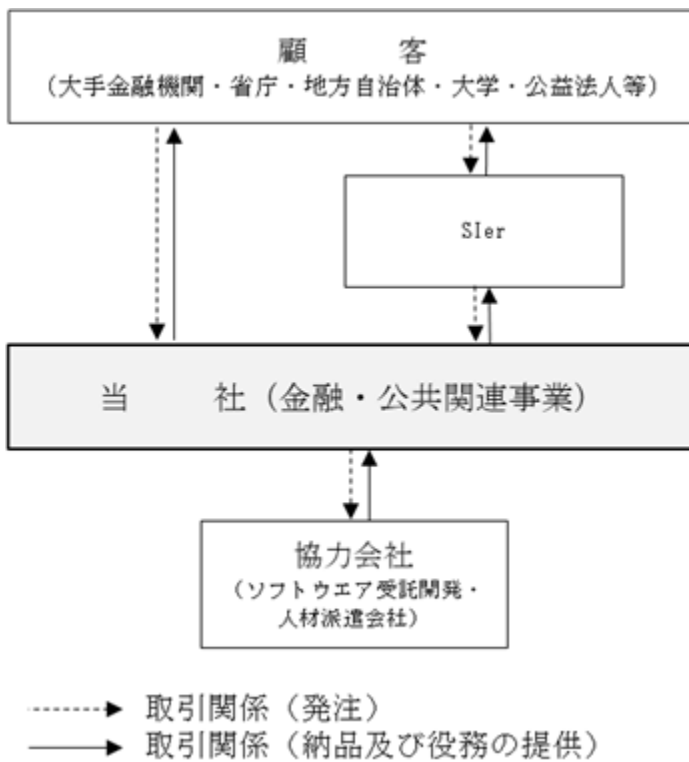 顧　　客
（大手金融機関・省庁・地方自治体・大学・公益法人等）
SIer
当　　社（金融・公共関連事業）
協力会社
（ソフトウエア受託開発・
人材派遣会社）
取引関係（発注）
取引関係（納品及び役務の提供）